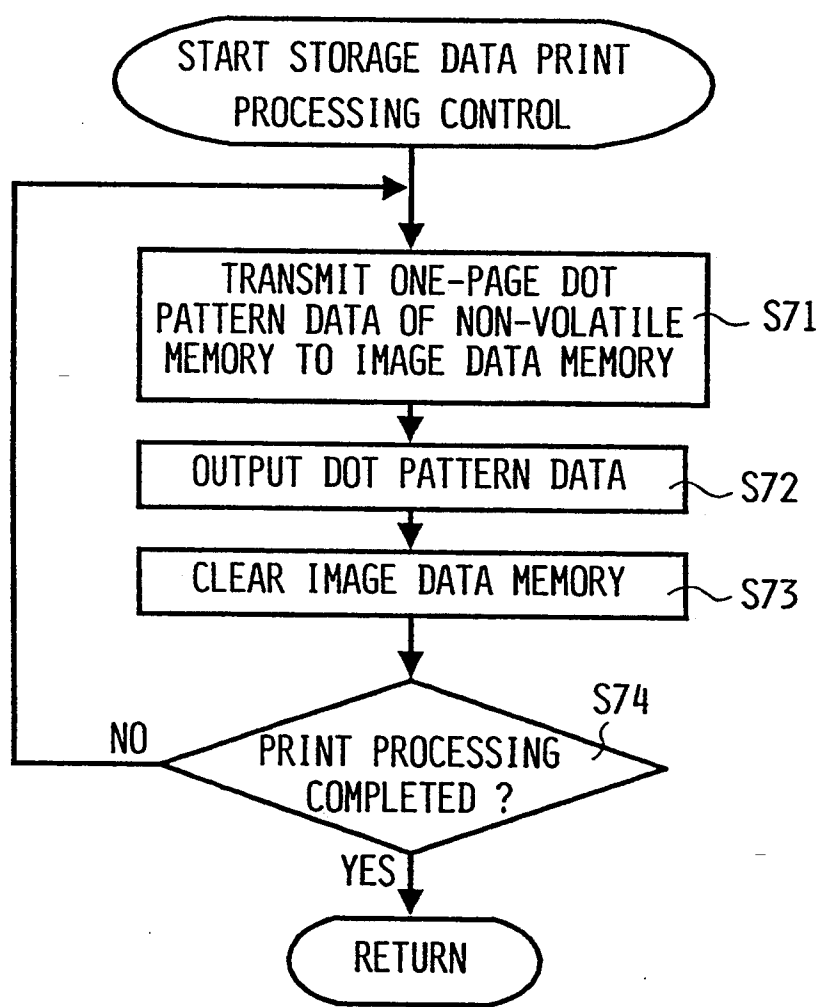 START STORAGE DATA PRINT
PROCESSING CONTROL
TRANSMIT ONE-PAGE DOT
PATTERN DATA OF NON-VOLATILE
MEMORY TO IMAGE DATA MEMORY
S71
OUTPUT DOT PATTERN DATA
S72
CLEAR IMAGE DATA MEMORY
S73
S74
NO
PRINT PROCESSING
COMPLETED ?
YES
RETURN